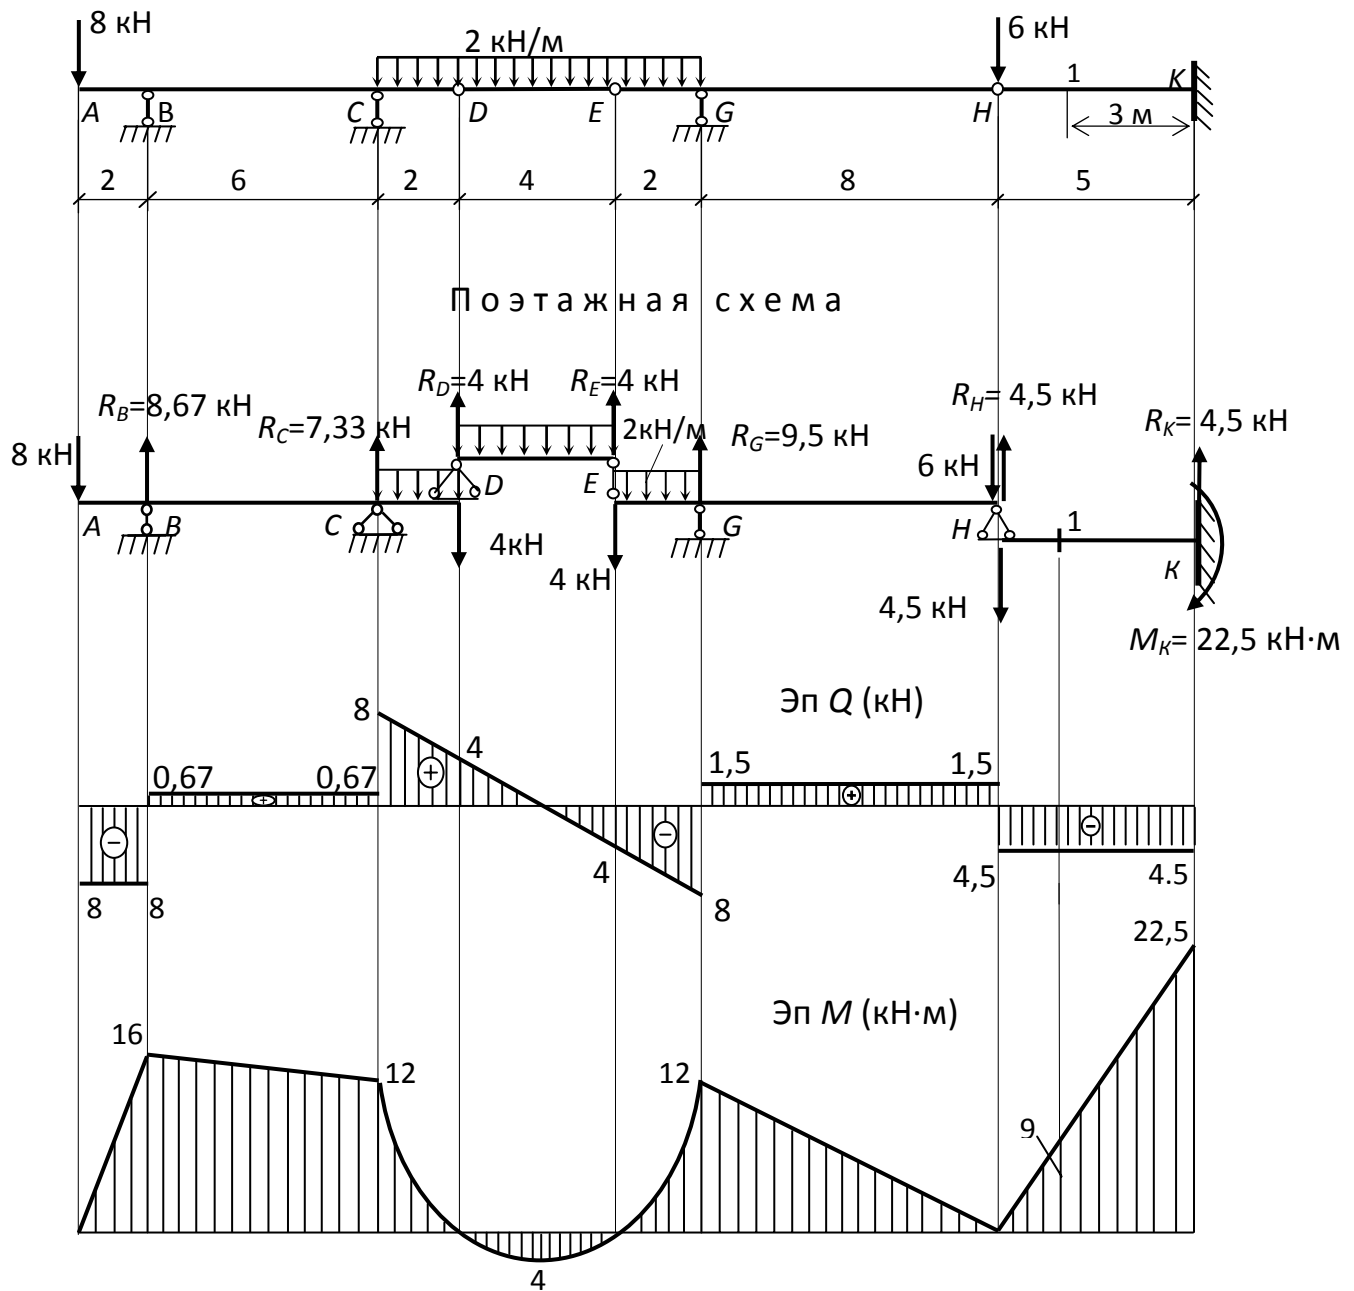 8 кН
2 кН/м
6 кН
A B C D E G H 1 K
3 м
2 6 2 4 2 8 5
Поэтажная схема
R_D=4 кН R_E=4 кН R_H= 4,5 кН
R_B=8,67 кН R_C=7,33 кН 2кН/м R_G=9,5 кН R_K= 4,5 кН
8 кН 6 кН
D E
A B C G H 1
4кН 4 кН K
4,5 кН
M_K= 22,5 кН·м
Эп Q (кН)
8 4
0,67 0,67 + 1,5 1,5
+ + −
− −
4 4,5 4.5
8 8 8
22,5
Эп M (кН·м)
16 12 12
9
4